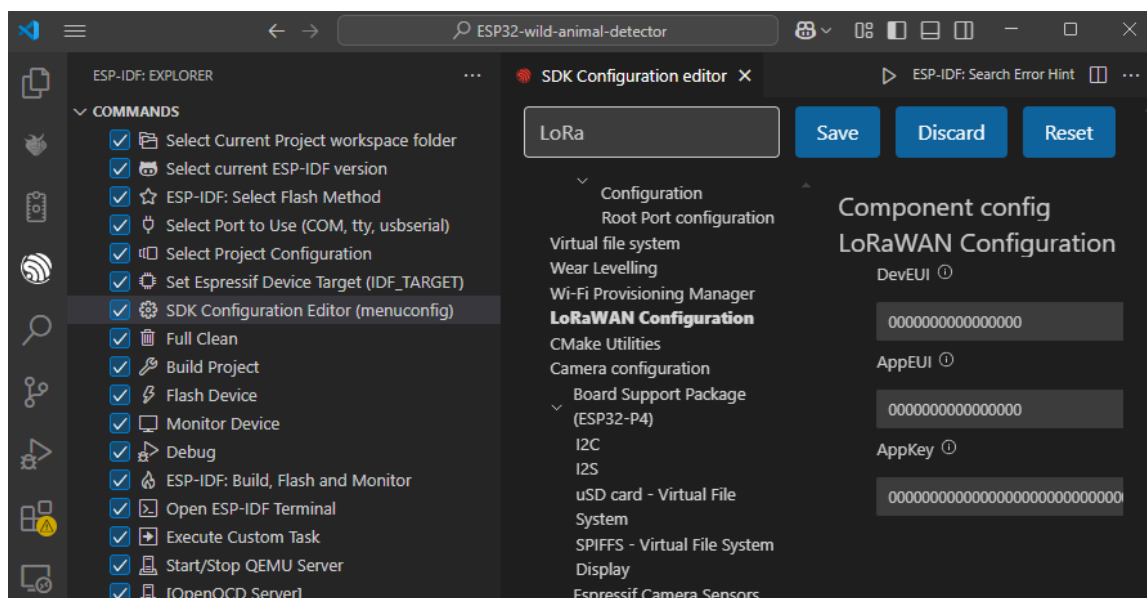 ESP32-wild-animal-detector
ESP-IDF: EXPLORER
COMMANDS
Select Current Project workspace folder
Select current ESP-IDF version
ESP-IDF: Select Flash Method
Select Port to Use (COM, tty, usbserial)
Select Project Configuration
Set Espressif Device Target (IDF_TARGET)
SDK Configuration Editor (menuconfig)
Full Clean
Build Project
Flash Device
Monitor Device
Debug
ESP-IDF: Build, Flash and Monitor
Open ESP-IDF Terminal
Execute Custom Task
Start/Stop QEMU Server
[OpenOCD Server]
SDK Configuration editor
ESP-IDF: Search Error Hint
LoRa
Save
Discard
Reset
Configuration
Root Port configuration
Virtual file system
Wear Levelling
Wi-Fi Provisioning Manager
LoRaWAN Configuration
CMake Utilities
Camera configuration
Board Support Package
(ESP32-P4)
I2C
I2S
uSD card - Virtual File
System
SPIFFS - Virtual File System
Display
Espressif Camera Sensors
Component config
LoRaWAN Configuration
DevEUI
0000000000000000
AppEUI
0000000000000000
AppKey